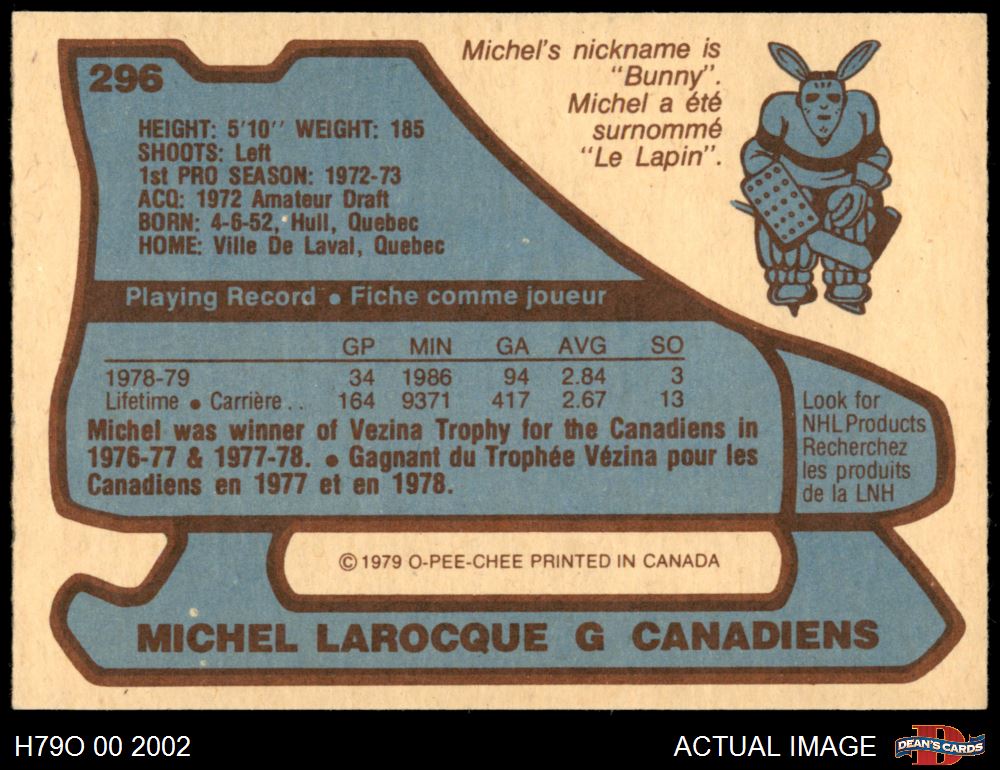 296
Michel's nickname is
"Bunny".
Michel a été
surnommé
"Le Lapin".
HEIGHT: 5'10" WEIGHT: 185
SHOOTS: Left
1st PRO SEASON: 1972-73
ACQ: 1972 Amateur Draft
BORN: 4-6-52, Hull, Quebec
HOME: Ville De Laval, Quebec
Playing Record • Fiche comme joueur
GP MIN GA AVG SO
1978-79 34 1986 94 2.84 3
Lifetime • Carrière . . 164 9371 417 2.67 13
Michel was winner of Vezina Trophy for the Canadiens in
1976-77 & 1977-78. • Gagnant du Trophée Vézina pour les
Canadiens en 1977 et en 1978.
Look for
NHL Products
Recherchez
les produits
de la LNH
© 1979 O-PEE-CHEE PRINTED IN CANADA
MICHEL LAROCQUE G CANADIENS
H79O 00 2002
ACTUAL IMAGE
D
DEAN'S CARDS